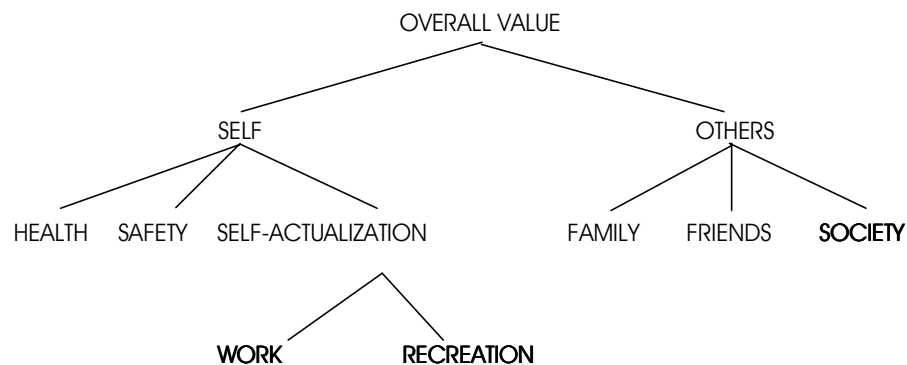 OVERALL VALUE
SELF OTHERS
HEALTH SAFETY SELF-ACTUALIZATION FAMILY FRIENDS SOCIETY
WORK RECREATION